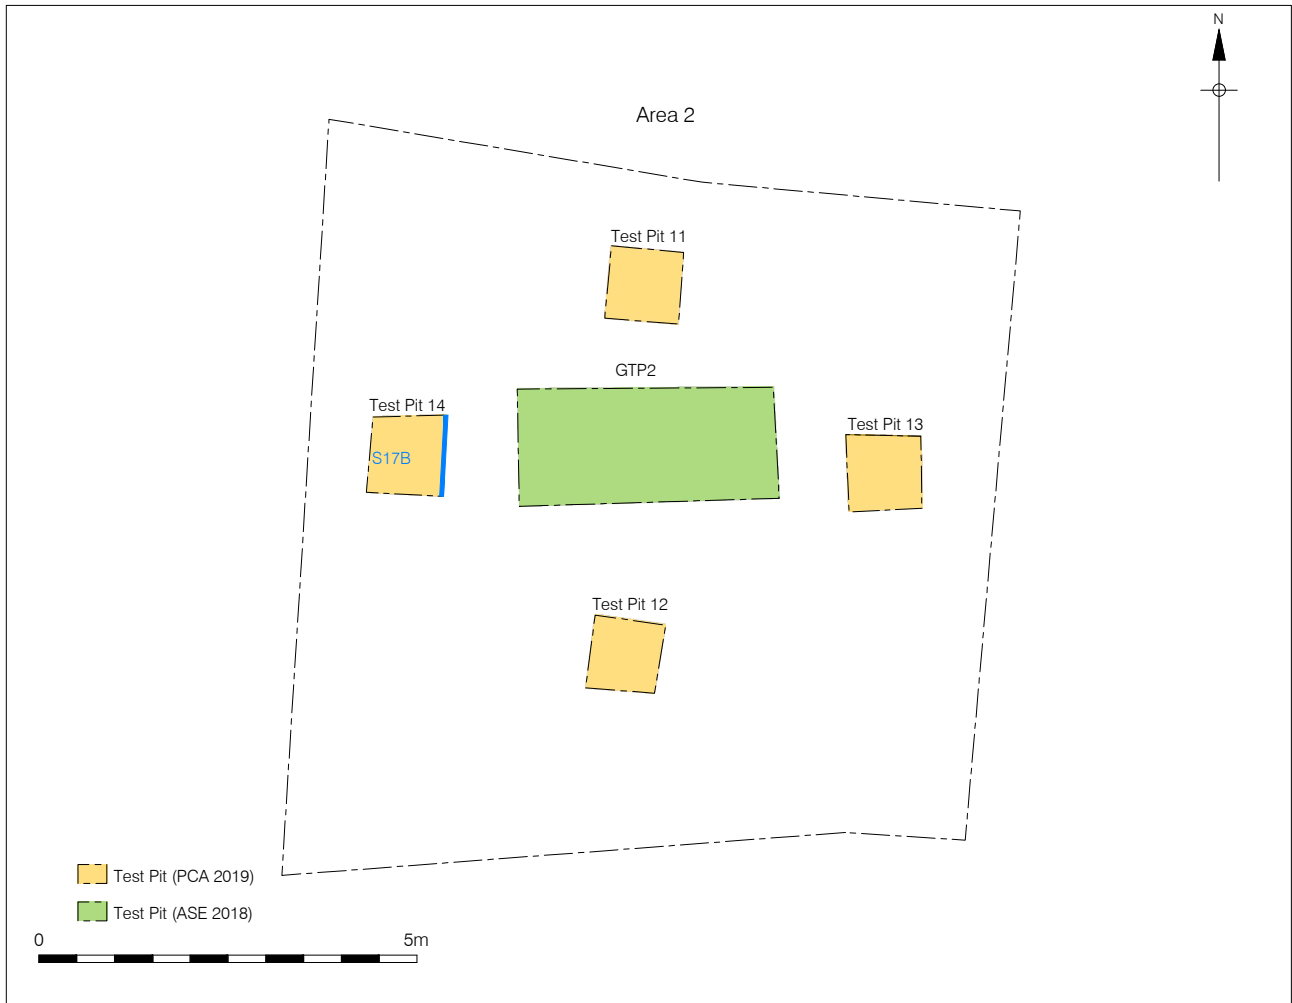 N
Area 2
Test Pit 11
GTP2
Test Pit 14
Test Pit 13
S17B
Test Pit 12
Test Pit (PCA 2019)
Test Pit (ASE 2018)
0 5m